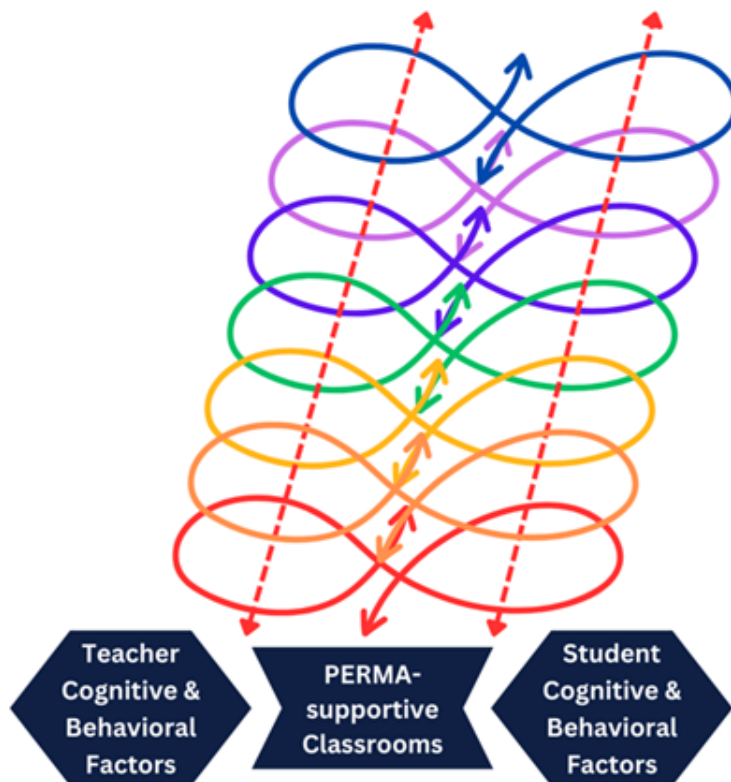 Teacher
Cognitive &
Behavioral
Factors
PERMA-
supportive
Classrooms
Student
Cognitive &
Behavioral
Factors